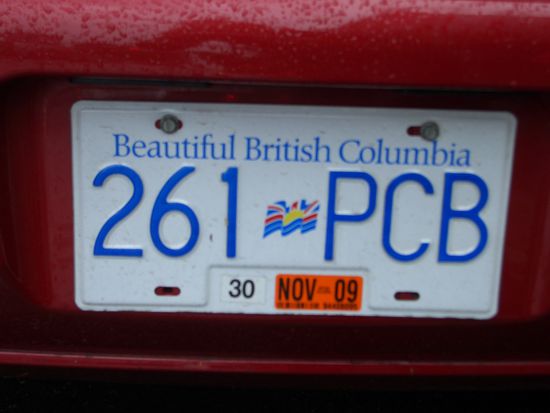 Beautiful British Columbia
261 PCB
30 NOV 09